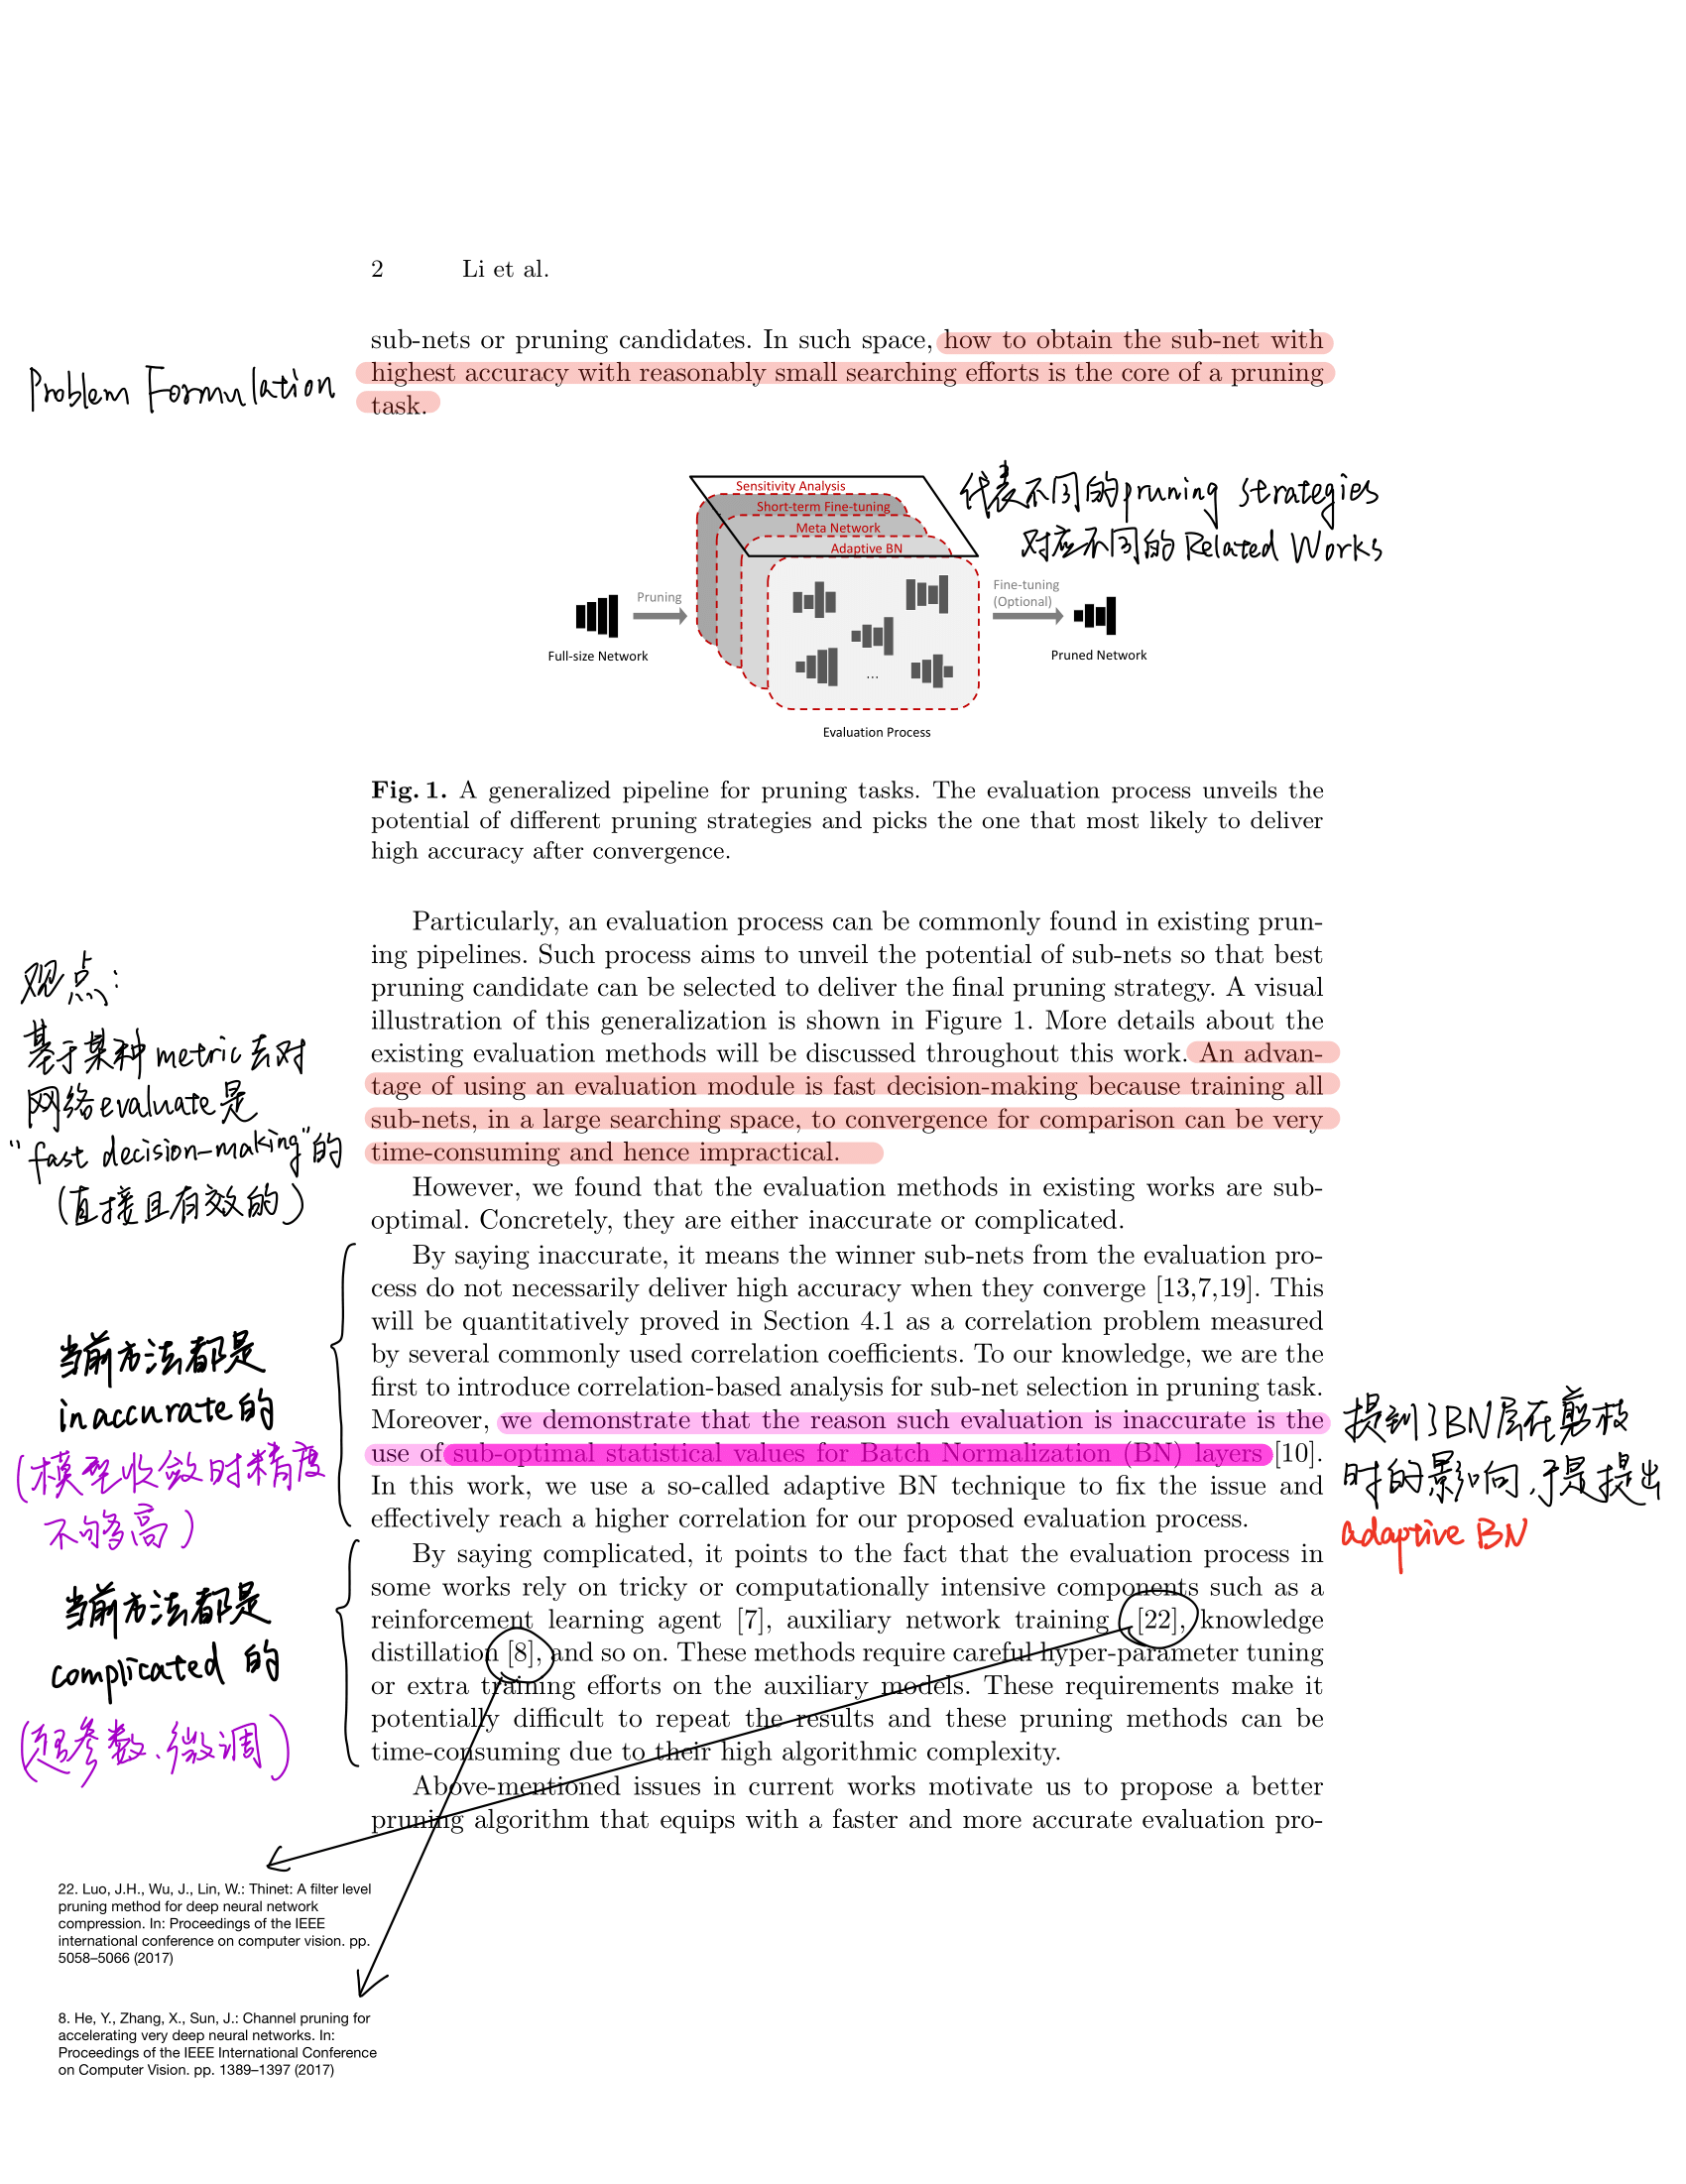 2 Li et al.
sub-nets or pruning candidates. In such space, how to obtain the sub-net with
highest accuracy with reasonably small searching efforts is the core of a pruning
task.
Problem Formulation
Sensitivity Analysis
Short-term Fine-tuning
Meta Network
Adaptive BN
代表不同的pruning strategies
对应不同的Related Works
Pruning
Fine-tuning
(Optional)
...
Full-size Network
Pruned Network
Evaluation Process
Fig. 1. A generalized pipeline for pruning tasks. The evaluation process unveils the
potential of different pruning strategies and picks the one that most likely to deliver
high accuracy after convergence.
Particularly, an evaluation process can be commonly found in existing prun-
ing pipelines. Such process aims to unveil the potential of sub-nets so that best
pruning candidate can be selected to deliver the final pruning strategy. A visual
illustration of this generalization is shown in Figure 1. More details about the
existing evaluation methods will be discussed throughout this work. An advan-
tage of using an evaluation module is fast decision-making because training all
sub-nets, in a large searching space, to convergence for comparison can be very
time-consuming and hence impractical.
观点:
基于某种metric去对
网络evaluate是
"fast decision-making"的
(直接且有效的)
However, we found that the evaluation methods in existing works are sub-
optimal. Concretely, they are either inaccurate or complicated.
By saying inaccurate, it means the winner sub-nets from the evaluation pro-
cess do not necessarily deliver high accuracy when they converge [13,7,19]. This
will be quantitatively proved in Section 4.1 as a correlation problem measured
by several commonly used correlation coefficients. To our knowledge, we are the
first to introduce correlation-based analysis for sub-net selection in pruning task.
Moreover, we demonstrate that the reason such evaluation is inaccurate is the
use of sub-optimal statistical values for Batch Normalization (BN) layers [10].
In this work, we use a so-called adaptive BN technique to fix the issue and
effectively reach a higher correlation for our proposed evaluation process.
当前方法都是
inaccurate的
(模型收敛时精度
不够高)
提到了BN层在剪枝
时的影响,于是提出
adaptive BN
By saying complicated, it points to the fact that the evaluation process in
some works rely on tricky or computationally intensive components such as a
reinforcement learning agent [7], auxiliary network training [22], knowledge
distillation [8], and so on. These methods require careful hyper-parameter tuning
or extra training efforts on the auxiliary models. These requirements make it
potentially difficult to repeat the results and these pruning methods can be
time-consuming due to their high algorithmic complexity.
当前方法都是
complicated 的
(超参数、微调)
Above-mentioned issues in current works motivate us to propose a better
pruning algorithm that equips with a faster and more accurate evaluation pro-
22. Luo, J.H., Wu, J., Lin, W.: Thinet: A filter level
pruning method for deep neural network
compression. In: Proceedings of the IEEE
international conference on computer vision. pp.
5058–5066 (2017)
8. He, Y., Zhang, X., Sun, J.: Channel pruning for
accelerating very deep neural networks. In:
Proceedings of the IEEE International Conference
on Computer Vision. pp. 1389–1397 (2017)